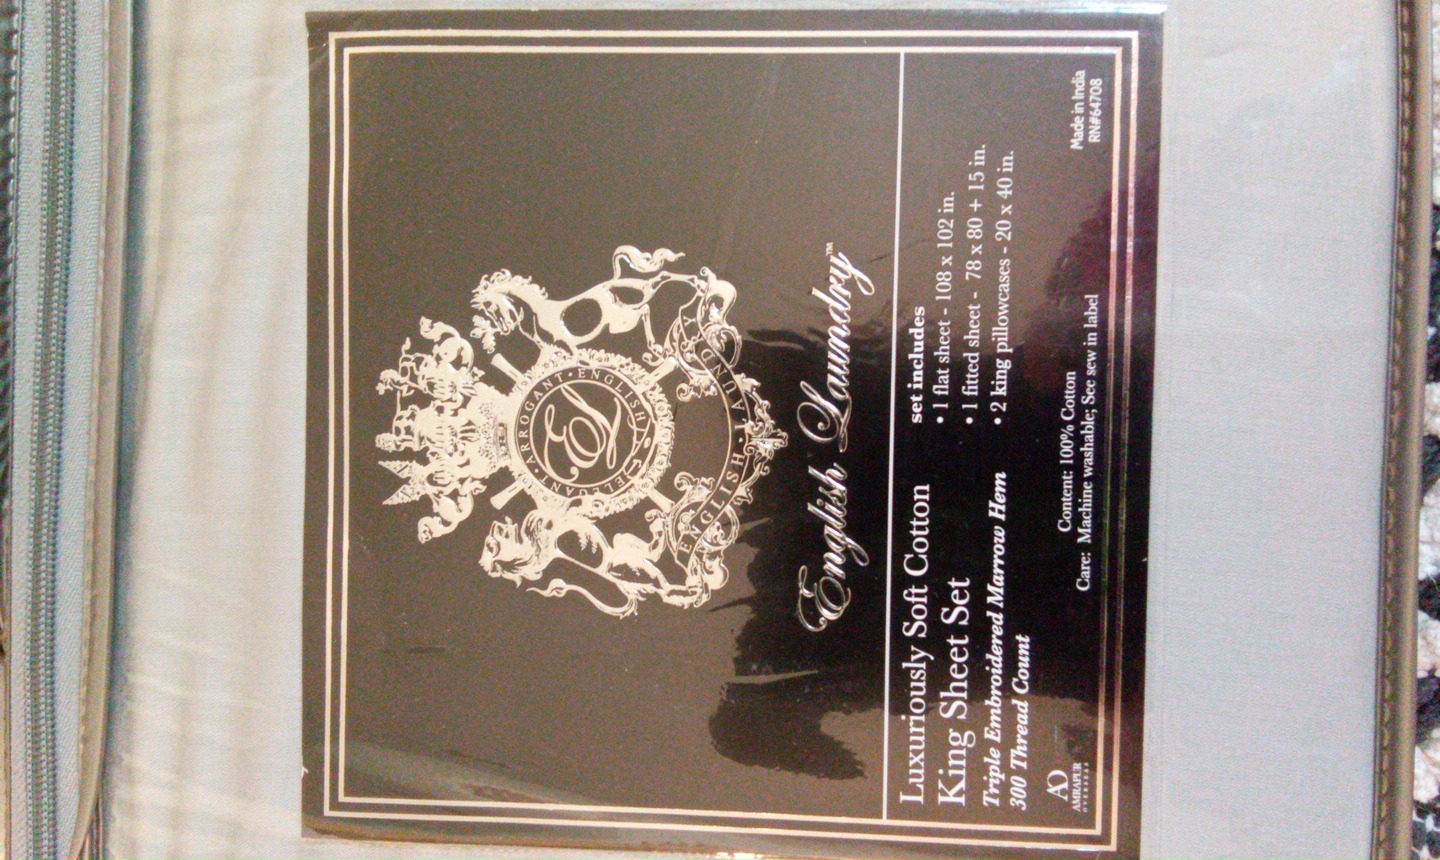 ARROGANT • ENGLISH • ELEGANT •
EL
ENGLISH • LAUNDRY
English Laundry™
Luxuriously Soft Cotton
King Sheet Set
Triple Embroidered Marrow Hem
300 Thread Count
set includes
• 1 flat sheet - 108 x 102 in.
• 1 fitted sheet - 78 x 80 + 15 in.
• 2 king pillowcases - 20 x 40 in.
AO
AMRAPUR
OVERSEAS
Content: 100% Cotton
Care: Machine washable; See sew in label
Made in India
RN#64708